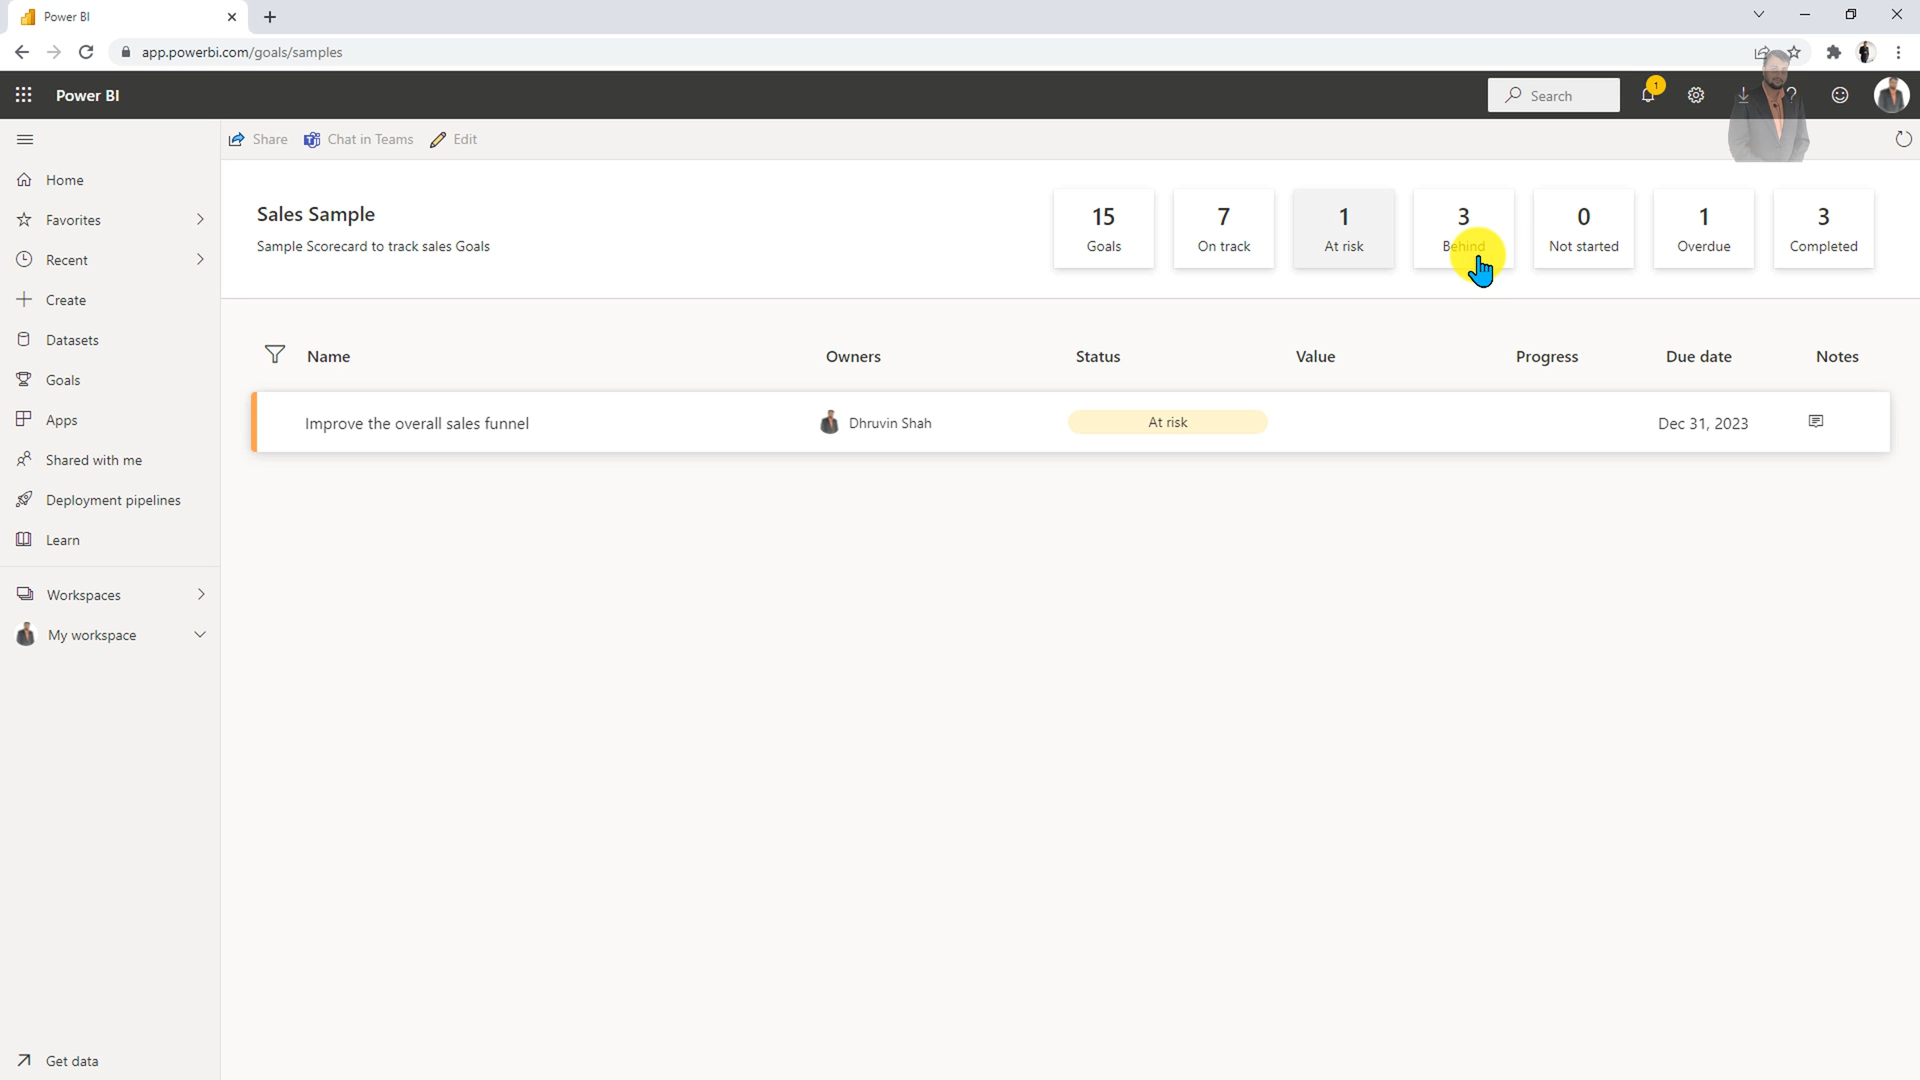 Power BI
app.powerbi.com/goals/samples
Power BI
Search
1
Share Chat in Teams Edit
Home
Favorites
Recent
Create
Datasets
Goals
Apps
Shared with me
Deployment pipelines
Learn
Workspaces
My workspace
Get data
Sales Sample
Sample Scorecard to track sales Goals
15 7 1 3 0 1 3
Goals On track At risk Behind Not started Overdue Completed
Name Owners Status Value Progress Due date Notes
Improve the overall sales funnel Dhruvin Shah At risk Dec 31, 2023